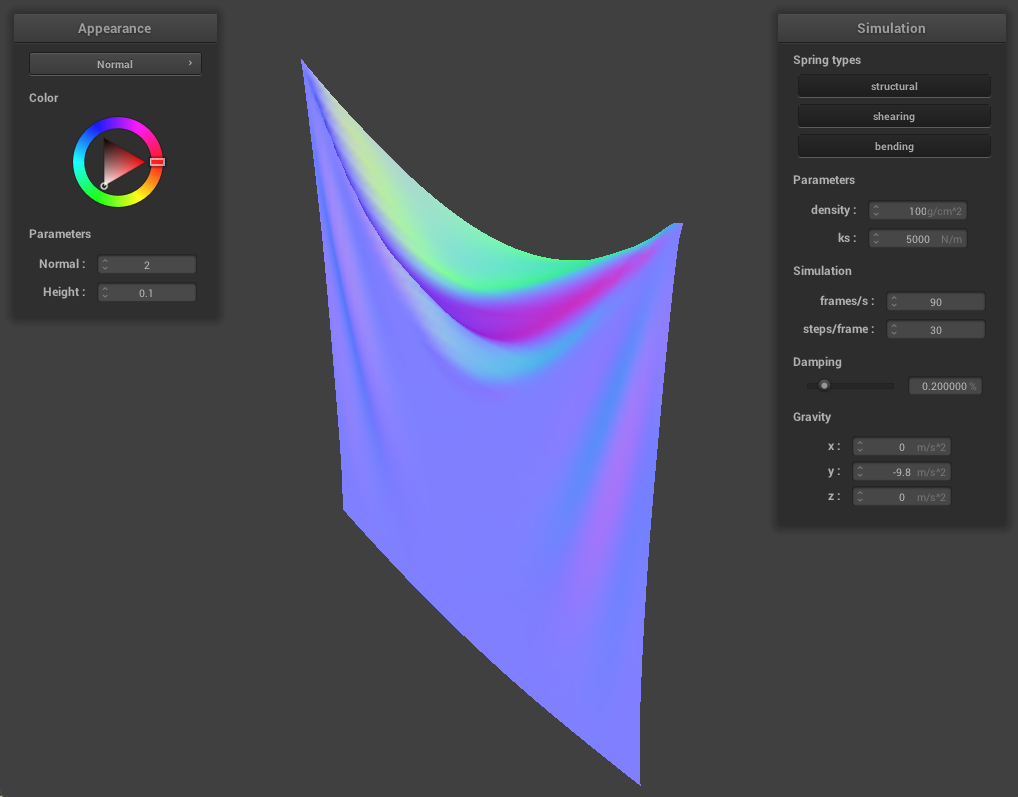 Appearance
Normal
Color
Parameters
Normal : 2
Height : 0.1
Simulation
Spring types
structural
shearing
bending
Parameters
density : 100 g/cm^2
ks : 5000 N/m
Simulation
frames/s : 90
steps/frame : 30
Damping
0.200000 %
Gravity
x : 0 m/s^2
y : -9.8 m/s^2
z : 0 m/s^2